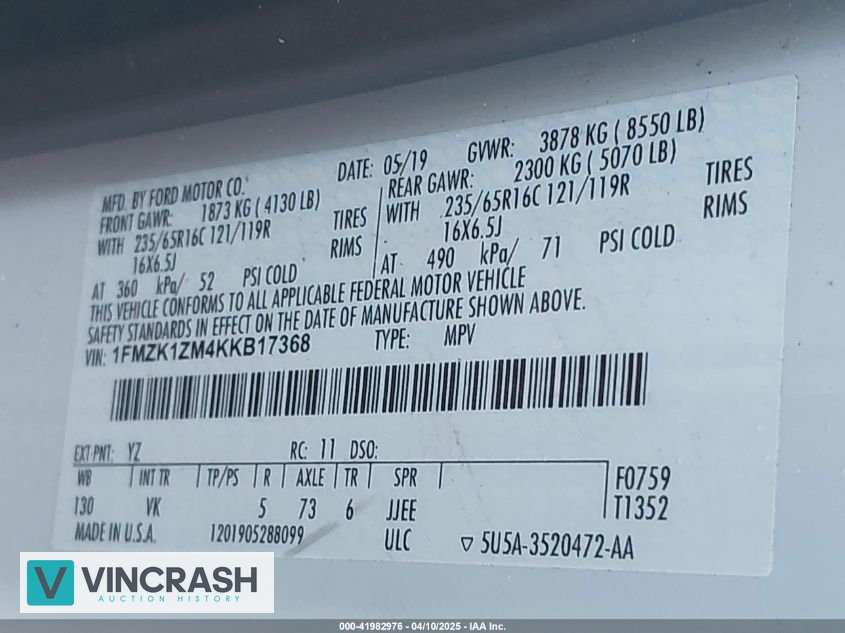 MFD. BY FORD MOTOR CO. DATE: 05/19 GVWR: 3878 KG ( 8550 LB)
FRONT GAWR: 1873 KG ( 4130 LB) REAR GAWR: 2300 KG ( 5070 LB)
WITH 235/65R16C 121/119R TIRES WITH 235/65R16C 121/119R TIRES
16X6.5J RIMS 16X6.5J RIMS
AT 360 kPa/ 52 PSI COLD AT 490 kPa/ 71 PSI COLD
THIS VEHICLE CONFORMS TO ALL APPLICABLE FEDERAL MOTOR VEHICLE
SAFETY STANDARDS IN EFFECT ON THE DATE OF MANUFACTURE SHOWN ABOVE.
VIN: 1FMZK1ZM4KKB17368 TYPE: MPV
EXT PNT: YZ RC: 11 DSO:
WB INT TR TP/PS R AXLE TR SPR F0759
130 VK 5 73 6 JJEE T1352
MADE IN U.S.A. 1201905288099 ULC ▽ 5U5A-3520472-AA
VINCRASH
AUCTION HISTORY
000-41982976 - 04/10/2025 - IAA Inc.